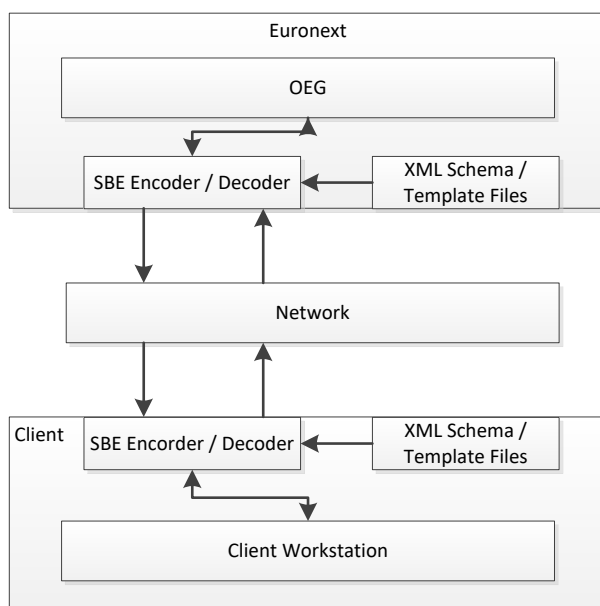 Euronext
OEG
SBE Encoder / Decoder
XML Schema /
Template Files
Network
Client
SBE Encorder / Decoder
XML Schema /
Template Files
Client Workstation